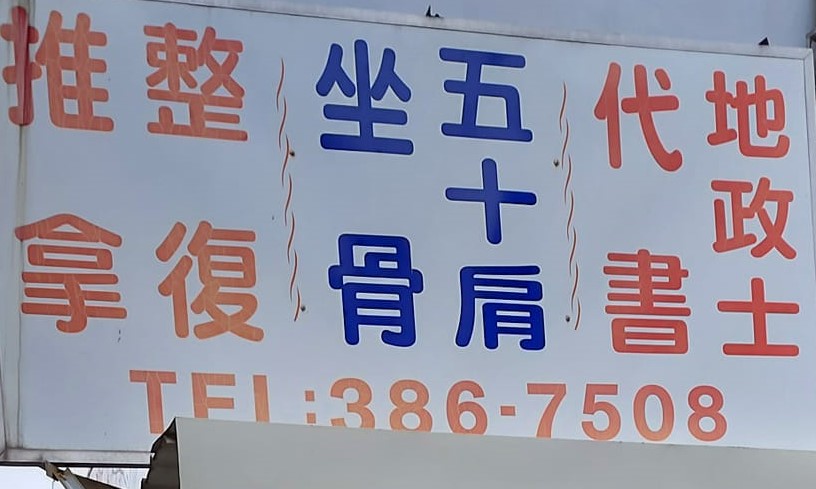 地政士
代書
五十肩
坐骨
整復
推拿
TEL:386-7508